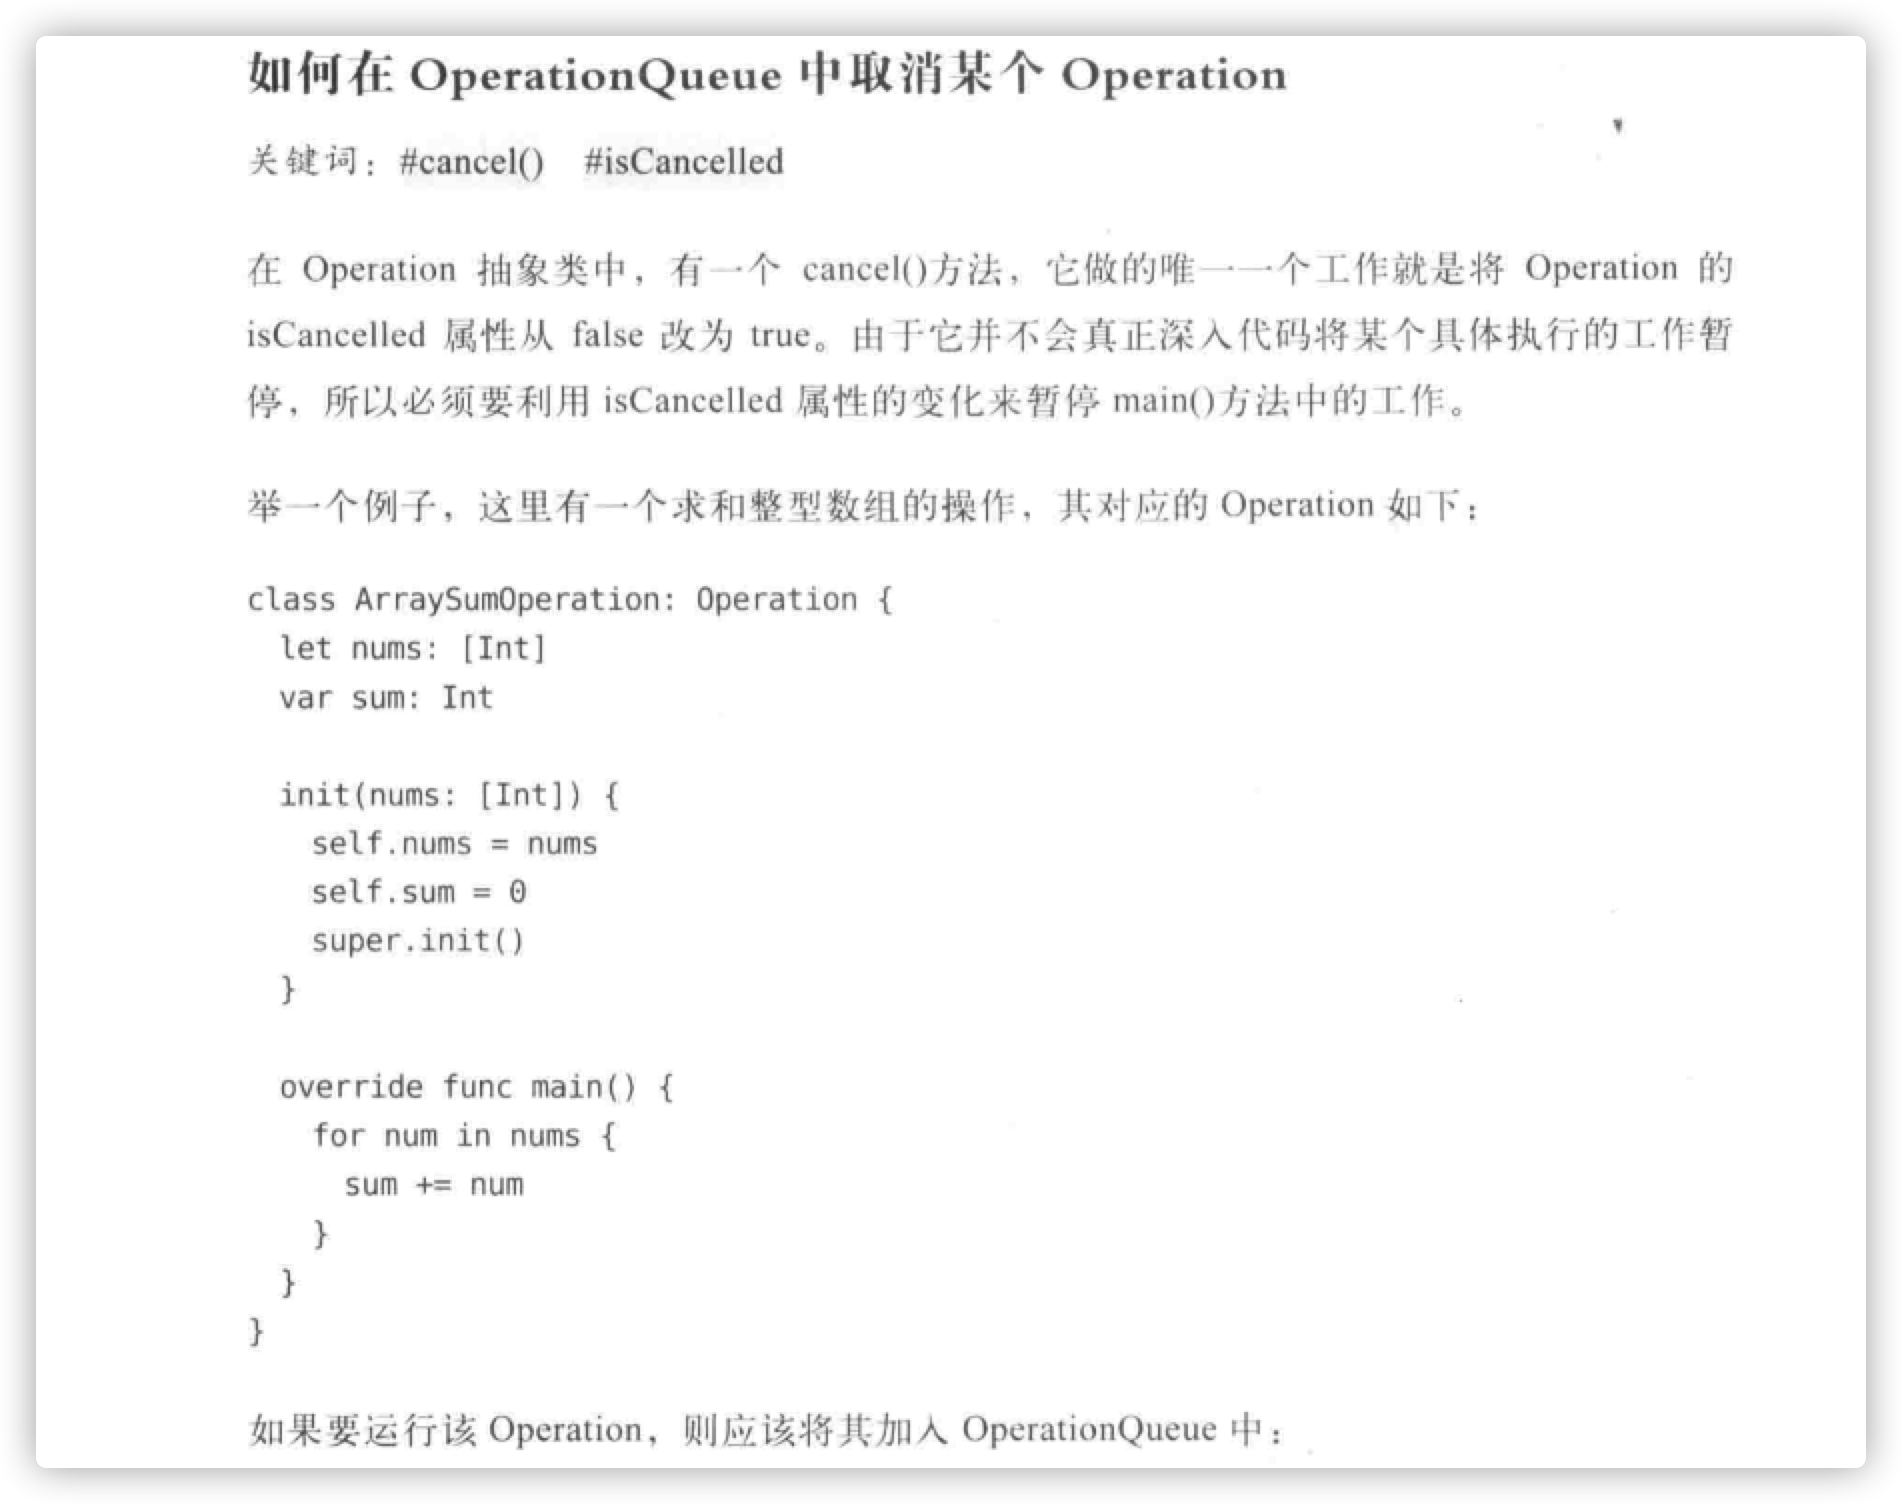 如何在 OperationQueue 中取消某个 Operation
关键词：#cancel() #isCancelled
在 Operation 抽象类中，有一个 cancel()方法，它做的唯一一个工作就是将 Operation 的
isCancelled 属性从 false 改为 true。由于它并不会真正深入代码将某个具体执行的工作暂
停，所以必须要利用 isCancelled 属性的变化来暂停 main()方法中的工作。
举一个例子，这里有一个求和整型数组的操作，其对应的 Operation 如下：
class ArraySumOperation: Operation {
  let nums: [Int]
  var sum: Int
  init(nums: [Int]) {
    self.nums = nums
    self.sum = 0
    super.init()
  }
  override func main() {
    for num in nums {
      sum += num
    }
  }
}
如果要运行该 Operation，则应该将其加入 OperationQueue 中：